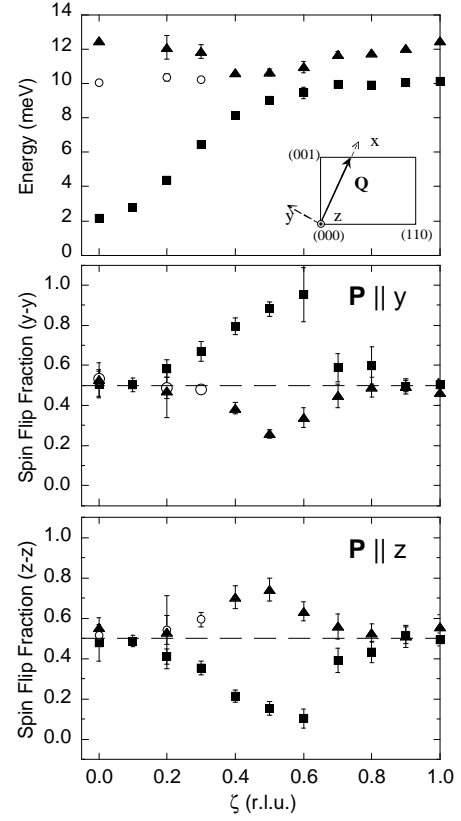 14
12
10
8
6
4
2
0
Energy (meV)
(001)
x
Q
y
z
(000)
(110)
1.0
0.8
0.6
0.4
0.2
0.0
Spin Flip Fraction (y-y)
P || y
1.0
0.8
0.6
0.4
0.2
0.0
Spin Flip Fraction (z-z)
P || z
0.0 0.2 0.4 0.6 0.8 1.0
ζ (r.l.u.)